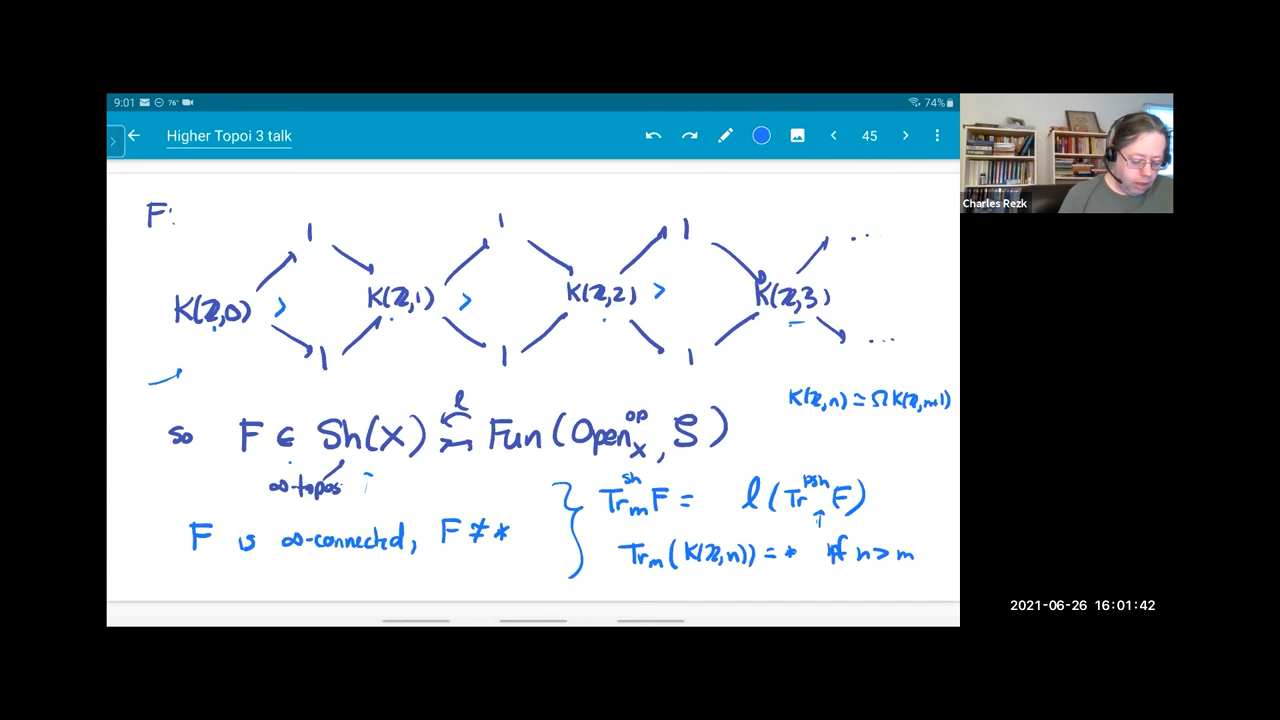 9:01 76° 74%
Higher Topoi 3 talk 45
Charles Rezk
F:
1 1 1 ...
K(ℤ,0) > K(ℤ,1) > K(ℤ,2) > K(ℤ,3)
1 1 1 ...
K(ℤ,n) ≃ ΩK(ℤ,n+1)
so F ∈ Sh(X) Fun(Open_X^op, S)
l
∞-topos
Tr_m^sh F = l(Tr^psh F)
F is ∞-connected, F ≠ *
Tr_m(K(ℤ,n)) = * if n > m
2021-06-26 16:01:42